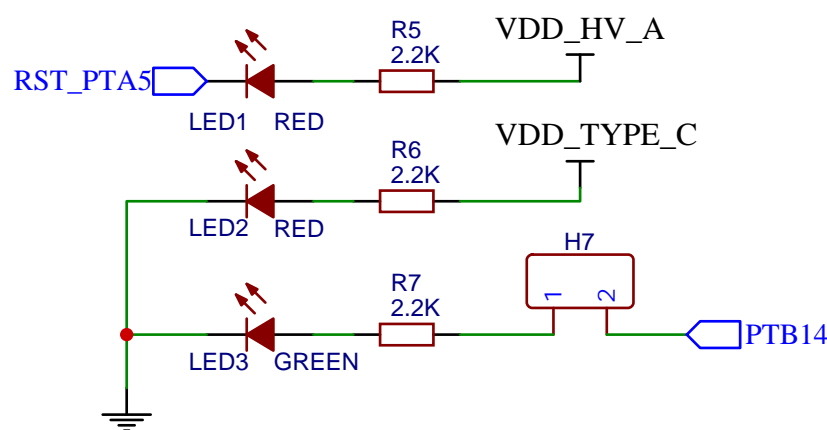 R5
2.2K
VDD_HV_A
RST_PTA5
LED1 RED
R6
2.2K
VDD_TYPE_C
LED2 RED
H7
1 2
R7
2.2K
PTB14
LED3 GREEN